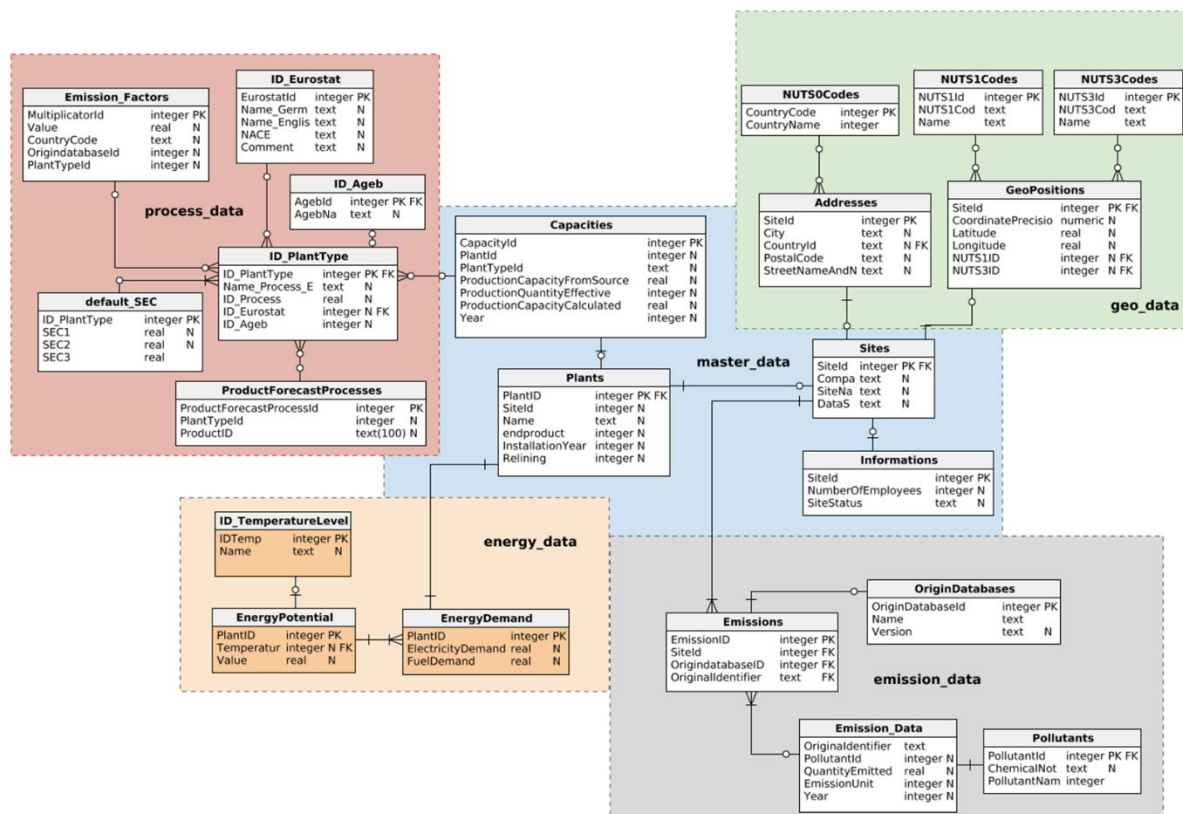 Emission_Factors
MultiplicatorId integer PK
Value real N
CountryCode text N
OrigindatabaseId integer N
PlantTypeId integer N
ID_Eurostat
EurostatId integer PK
Name_Germ text N
Name_Englis text N
NACE text N
Comment text N
process_data
ID_Ageb
AgebId integer PK FK
AgebNa text N
ID_PlantType
ID_PlantType integer PK FK
Name_Process_E text N
ID_Process real N
ID_Eurostat integer N FK
ID_Ageb integer N
default_SEC
ID_PlantType integer PK
SEC1 real N
SEC2 real N
SEC3 real
ProductForecastProcesses
ProductForecastProcessId integer PK
PlantTypeId integer N
ProductID text(100) N
Capacities
CapacityId integer PK
PlantId integer N
PlantTypeId text N
ProductionCapacityFromSource real N
ProductionQuantityEffective integer N
ProductionCapacityCalculated real N
Year integer N
master_data
Plants
PlantID integer PK FK
SiteId integer N
Name text N
endproduct integer N
InstallationYear integer N
Relining integer N
Sites
SiteId integer PK FK
Compa text N
SiteNa text N
DataS text N
Informations
SiteId integer PK
NumberOfEmployees integer N
SiteStatus text N
NUTS0Codes
CountryCode integer PK
CountryName integer
NUTS1Codes
NUTS1Id integer PK
NUTS1Cod text
Name text
NUTS3Codes
NUTS3Id integer PK
NUTS3Cod text
Name text
Addresses
SiteId integer PK
City text N
CountryId text N FK
PostalCode text N
StreetNameAndN text N
GeoPositions
SiteId integer PK FK
CoordinatePrecisio numeric N
Latitude real N
Longitude real N
NUTS1ID integer N FK
NUTS3ID integer N FK
geo_data
ID_TemperatureLevel
IDTemp integer PK
Name text N
energy_data
EnergyPotential
PlantID integer PK
Temperatur integer N FK
Value real N
EnergyDemand
PlantID integer PK
ElectricityDemand real N
FuelDemand real N
OriginDatabases
OriginDatabaseId integer PK
Name text
Version text N
Emissions
EmissionID integer PK
SiteId integer FK
OrigindatabaseID integer FK
OriginalIdentifier text FK
emission_data
Emission_Data
OriginaIdentifier text
PollutantId integer N
QuantityEmitted real N
EmissionUnit integer N
Year integer N
Pollutants
PollutantId integer PK FK
ChemicalNot text N
PollutantNam integer